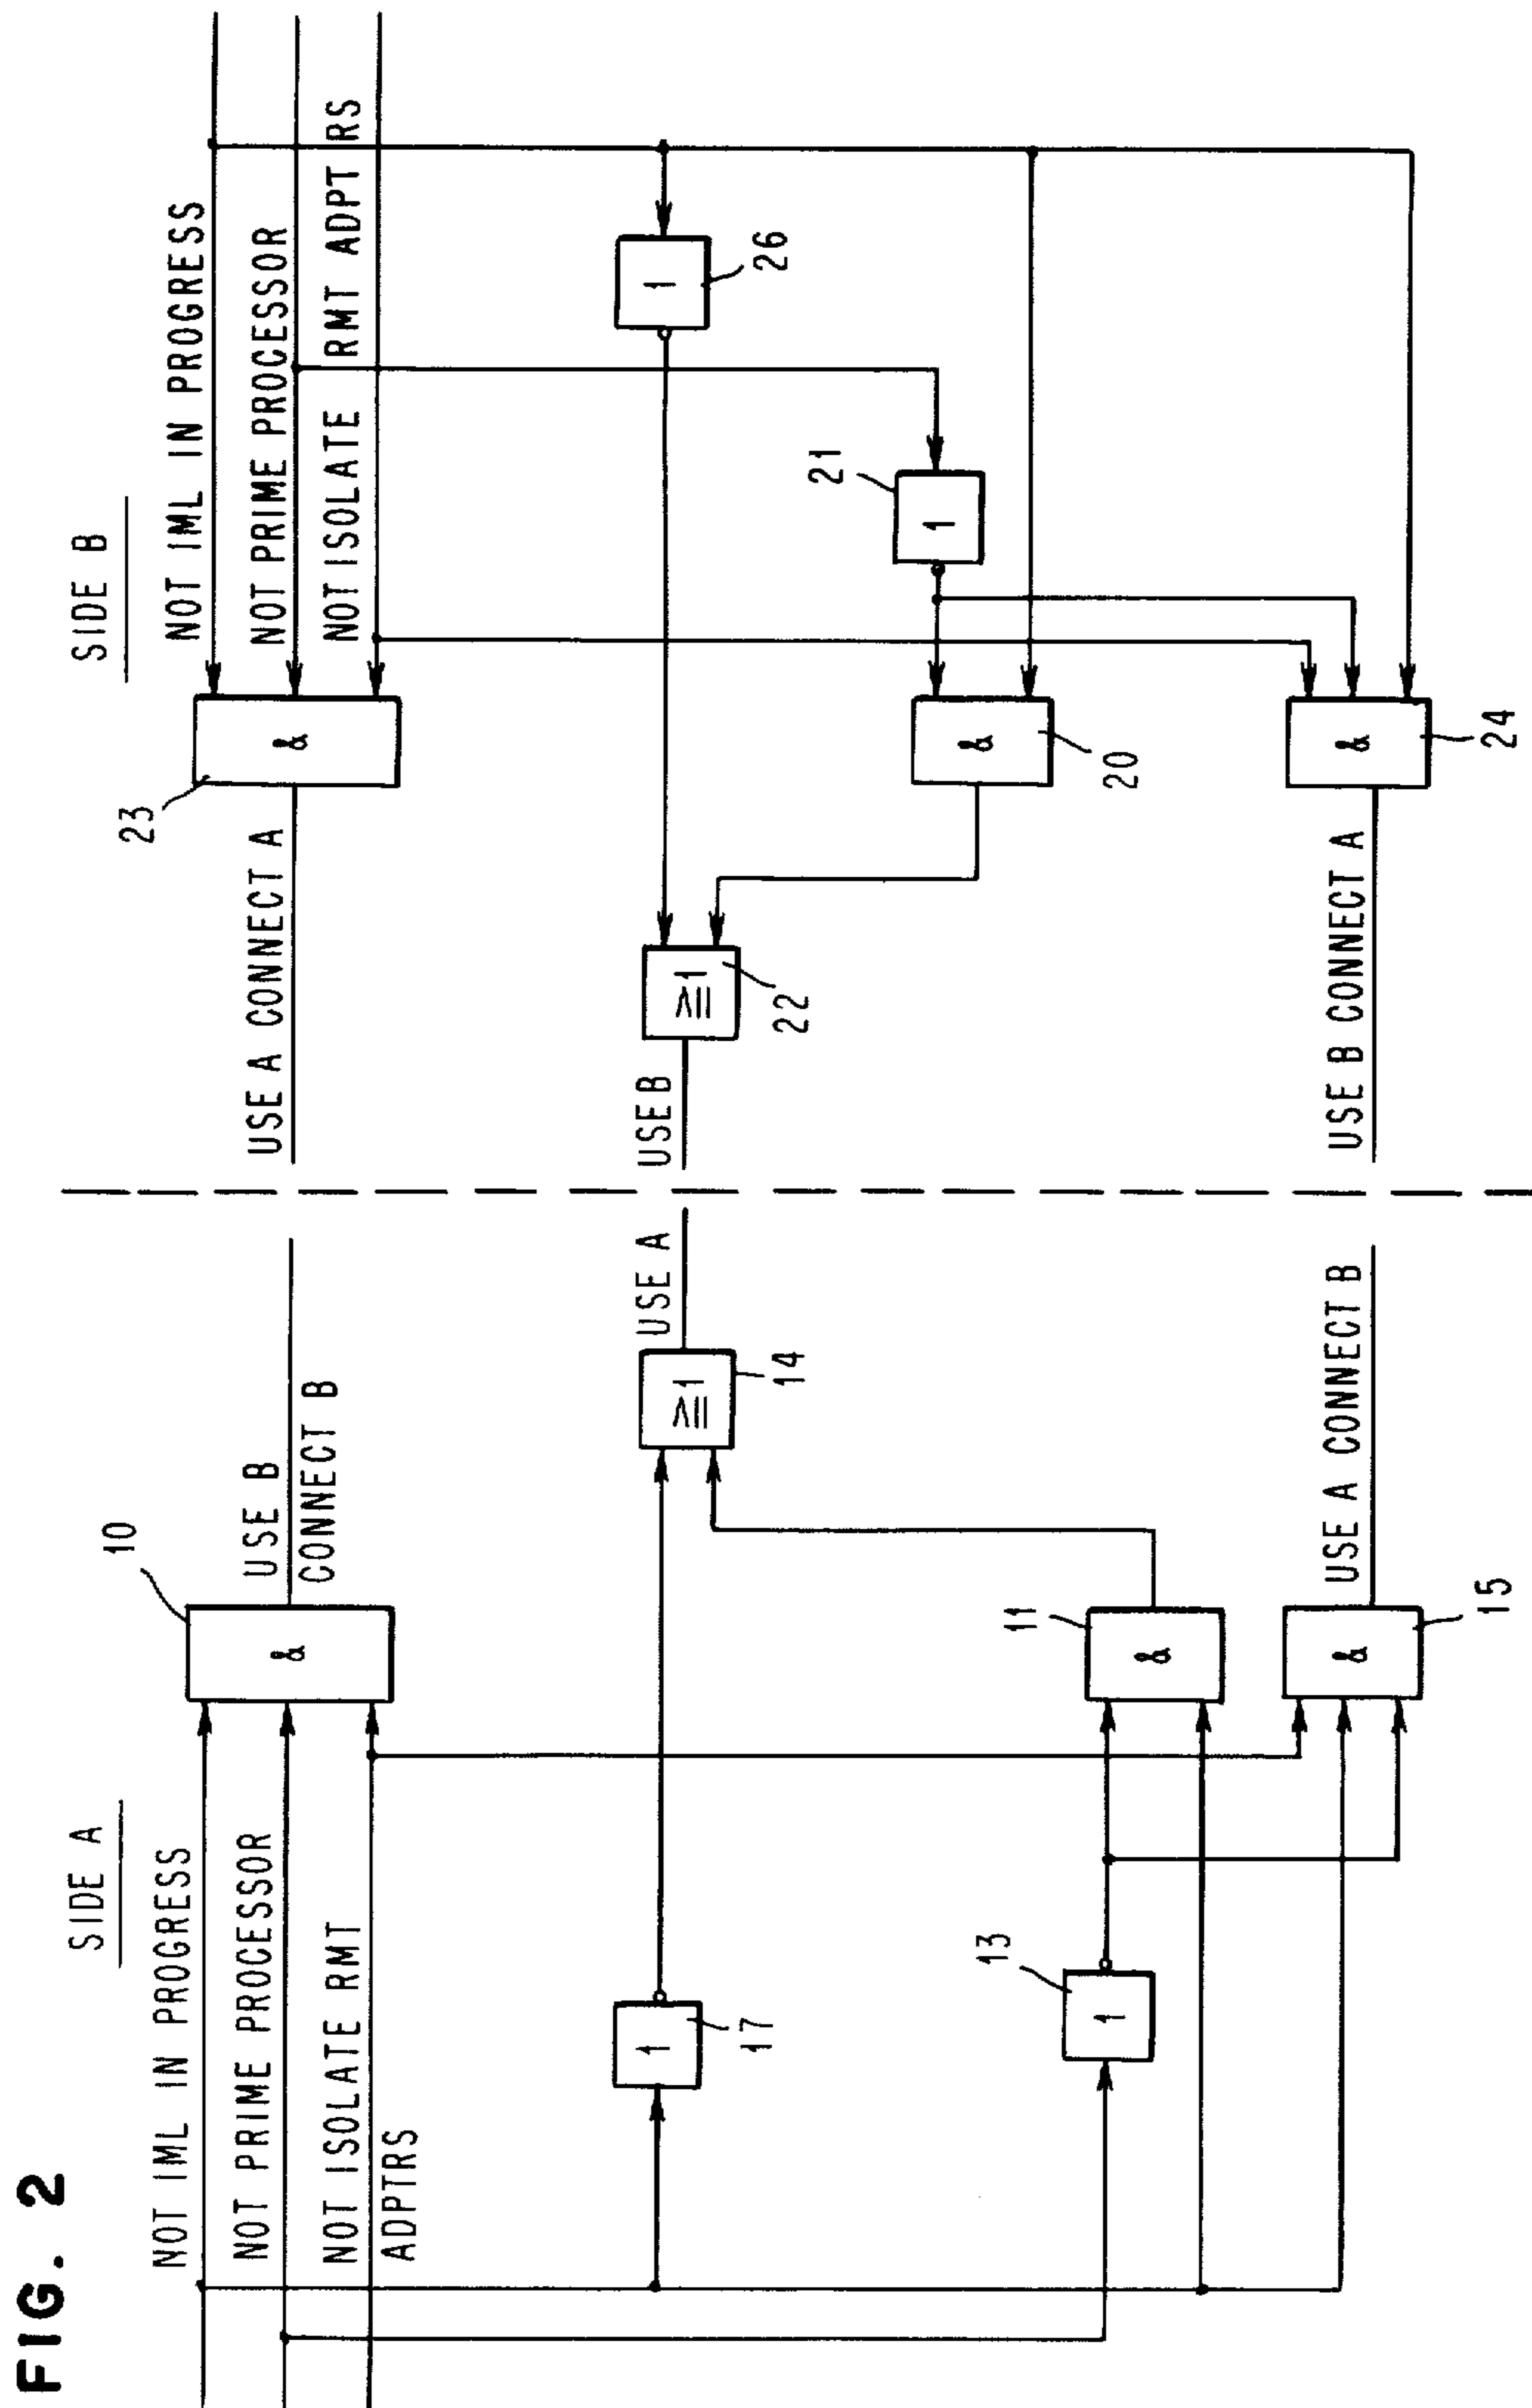 FIG. 2
SIDE A
NOT IML IN PROGRESS
NOT PRIME PROCESSOR
NOT ISOLATE RMT
ADPTRS
10
&
USE B
CONNECT B
1
17
≥1
14
USE A
1
13
&
11
&
15
USE A CONNECT B
SIDE B
NOT IML IN PROGRESS
NOT PRIME PROCESSOR
NOT ISOLATE RMT ADPTRS
USE A CONNECT A
23
&
USE B
≥1
22
1
26
1
21
&
20
USE B CONNECT A
&
24